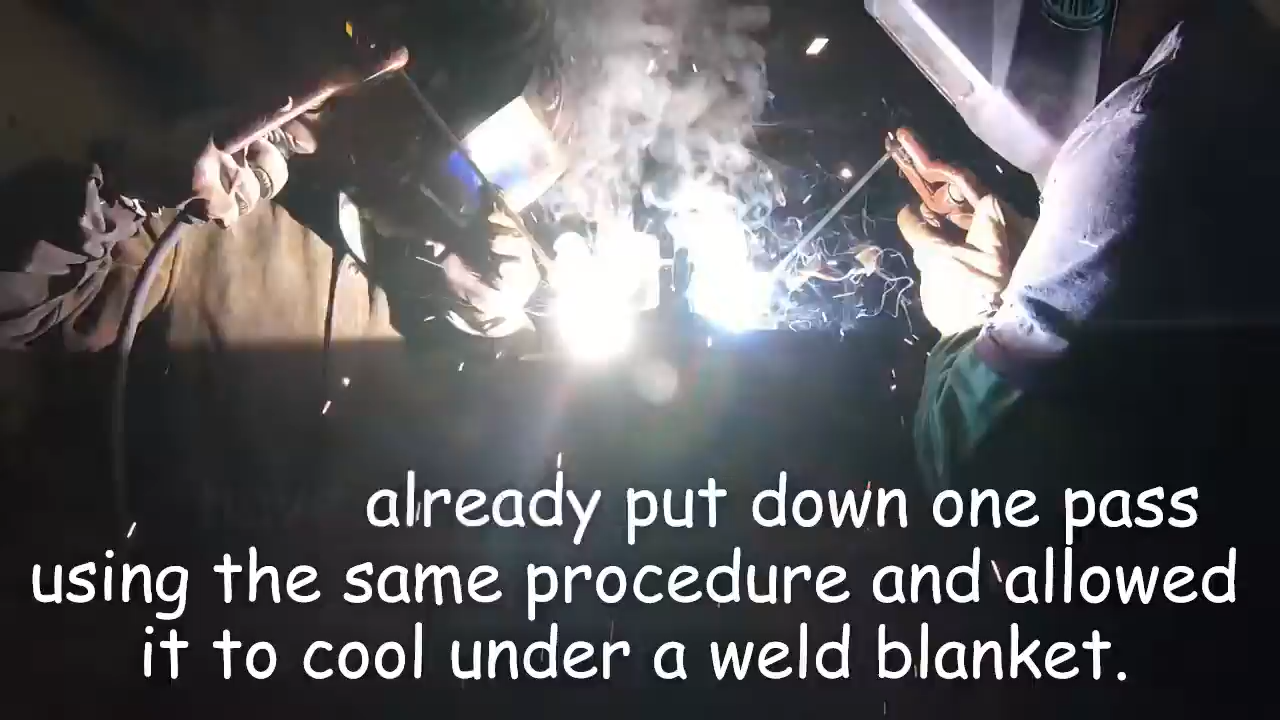 already put down one pass
using the same procedure and allowed
it to cool under a weld blanket.